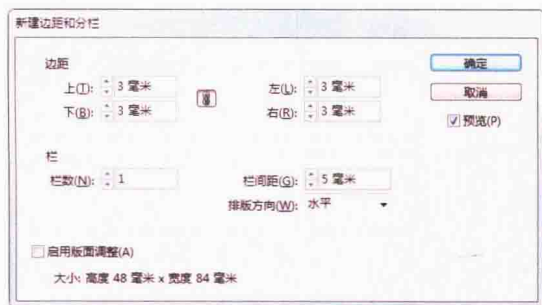 新建边距和分栏
边距
上(T): 3 毫米
下(B): 3 毫米
左(L): 3 毫米
右(R): 3 毫米
确定
取消
预览(P)
栏
栏数(N): 1
栏间距(G): 5 毫米
排版方向(W): 水平
启用版面调整(A)
大小: 高度 48 毫米 x 宽度 84 毫米